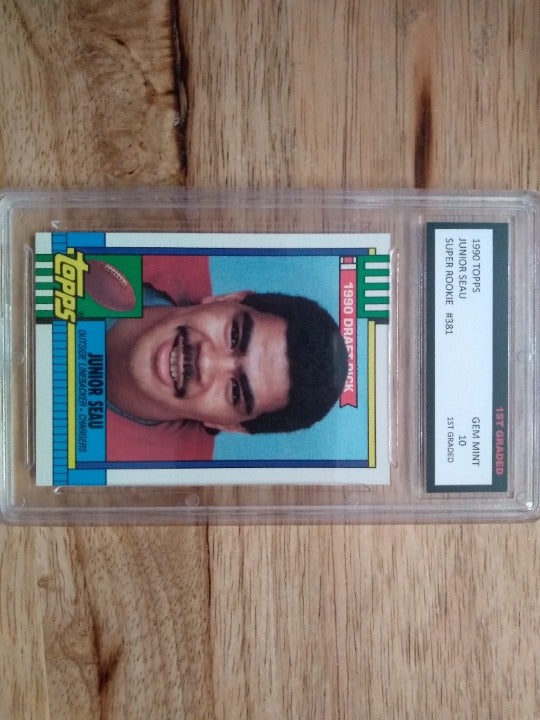 1ST GRADED
1990 TOPPS
JUNIOR SEAU
SUPER ROOKIE #381
GEM MINT
10
1ST GRADED
1990 DRAFT PICK
topps
JUNIOR SEAU
OUTSIDE LINEBACKER • CHARGERS